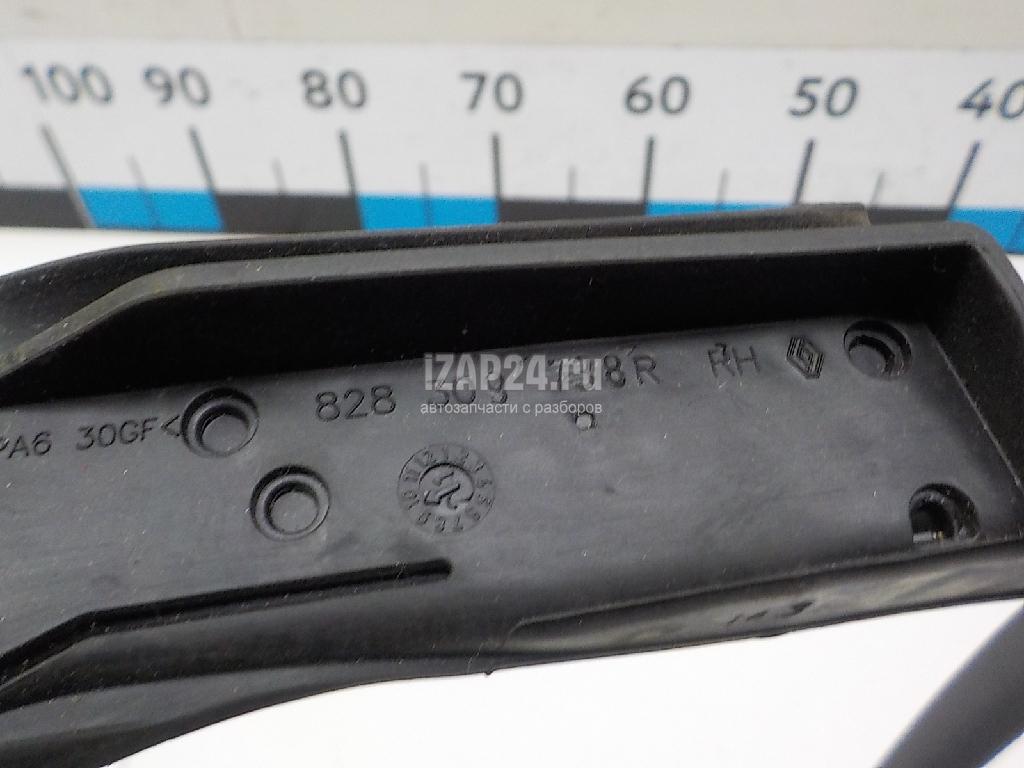 100 90 80 70 60 50 40
iZAP24.ru
828 RH
автозапчасти с разборов
PA6 30GF<